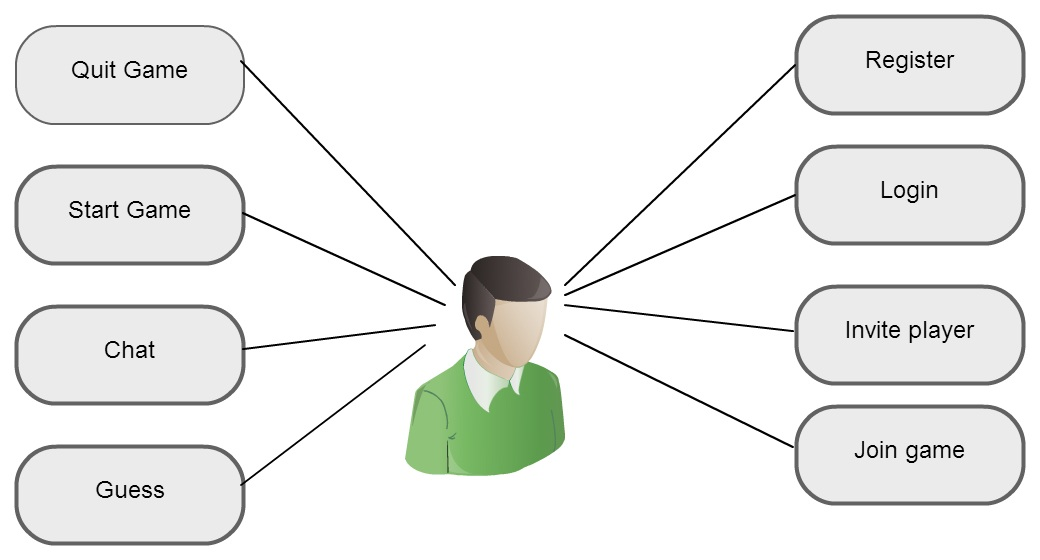 Quit Game
Start Game
Chat
Guess
Register
Login
Invite player
Join game